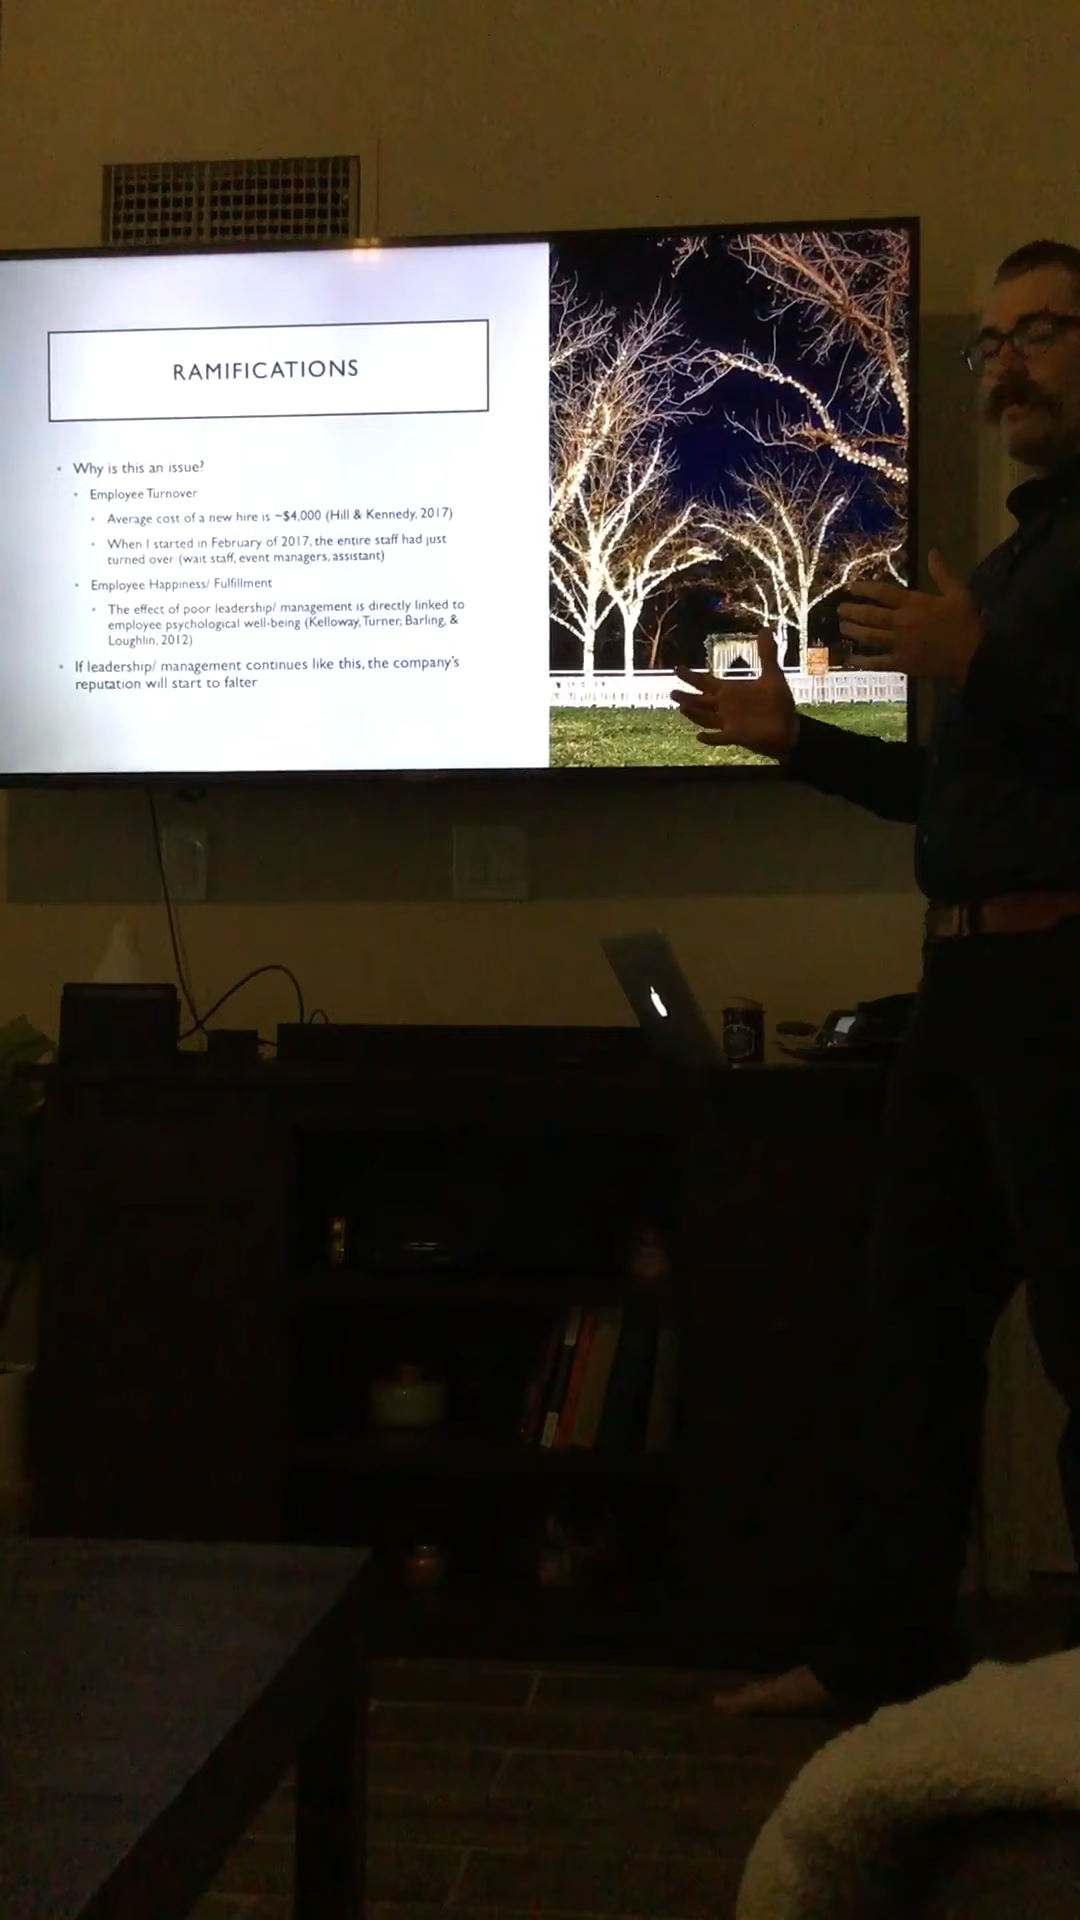 RAMIFICATIONS
• Why is this an issue?
• Employee Turnover
• Average cost of a new hire is ~$4,000 (Hill & Kennedy, 2017)
• When I started in February of 2017, the entire staff had just
turned over (wait staff, event managers, assistant)
• Employee Happiness/ Fulfillment
• The effect of poor leadership/ management is directly linked to
employee psychological well-being (Kelloway, Turner, Barling, &
Loughlin, 2012)
• If leadership/ management continues like this, the company's
reputation will start to falter